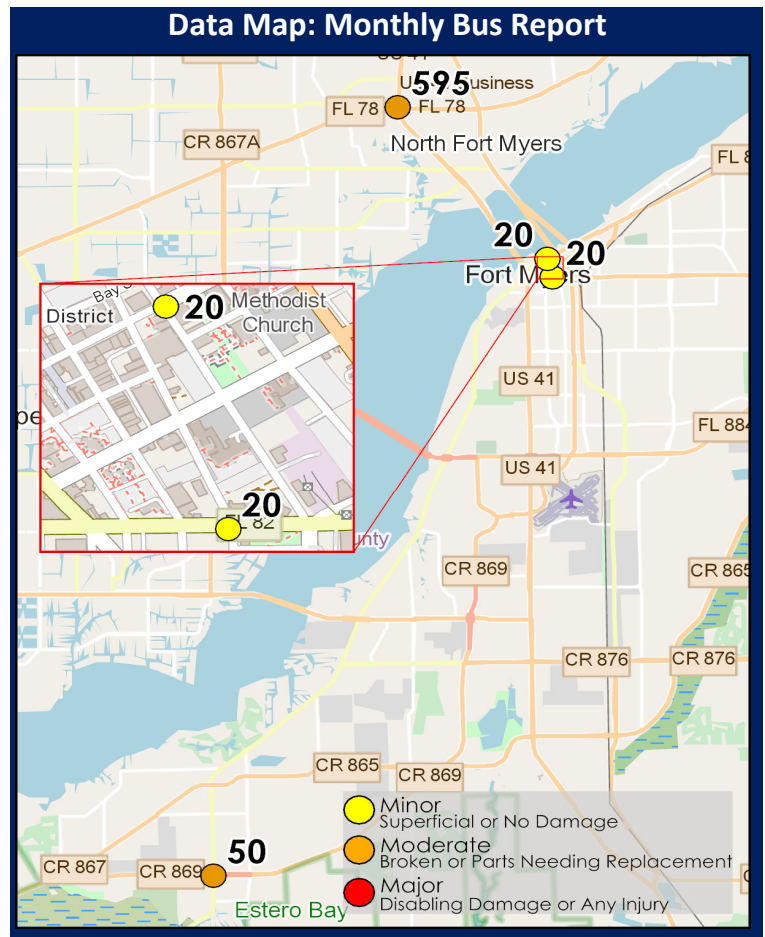 Data Map: Monthly Bus Report
595
FL 78
FL 78
CR 867A
North Fort Myers
20
20
Fort Myers
Bay
20
Methodist
Church
District
US 41
FL 884
US 41
20
FL 82
CR 869
CR 865
CR 876
CR 876
CR 865
CR 869
Minor
Superficial or No Damage
Moderate
Broken or Parts Needing Replacement
Major
Disabling Damage or Any Injury
50
CR 867
CR 869
Estero Bay